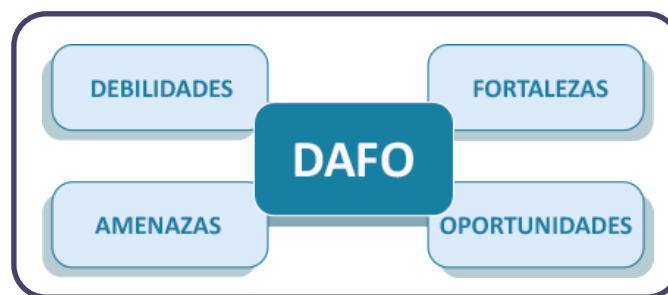 DEBILIDADES
FORTALEZAS
DAFO
AMENAZAS
OPORTUNIDADES